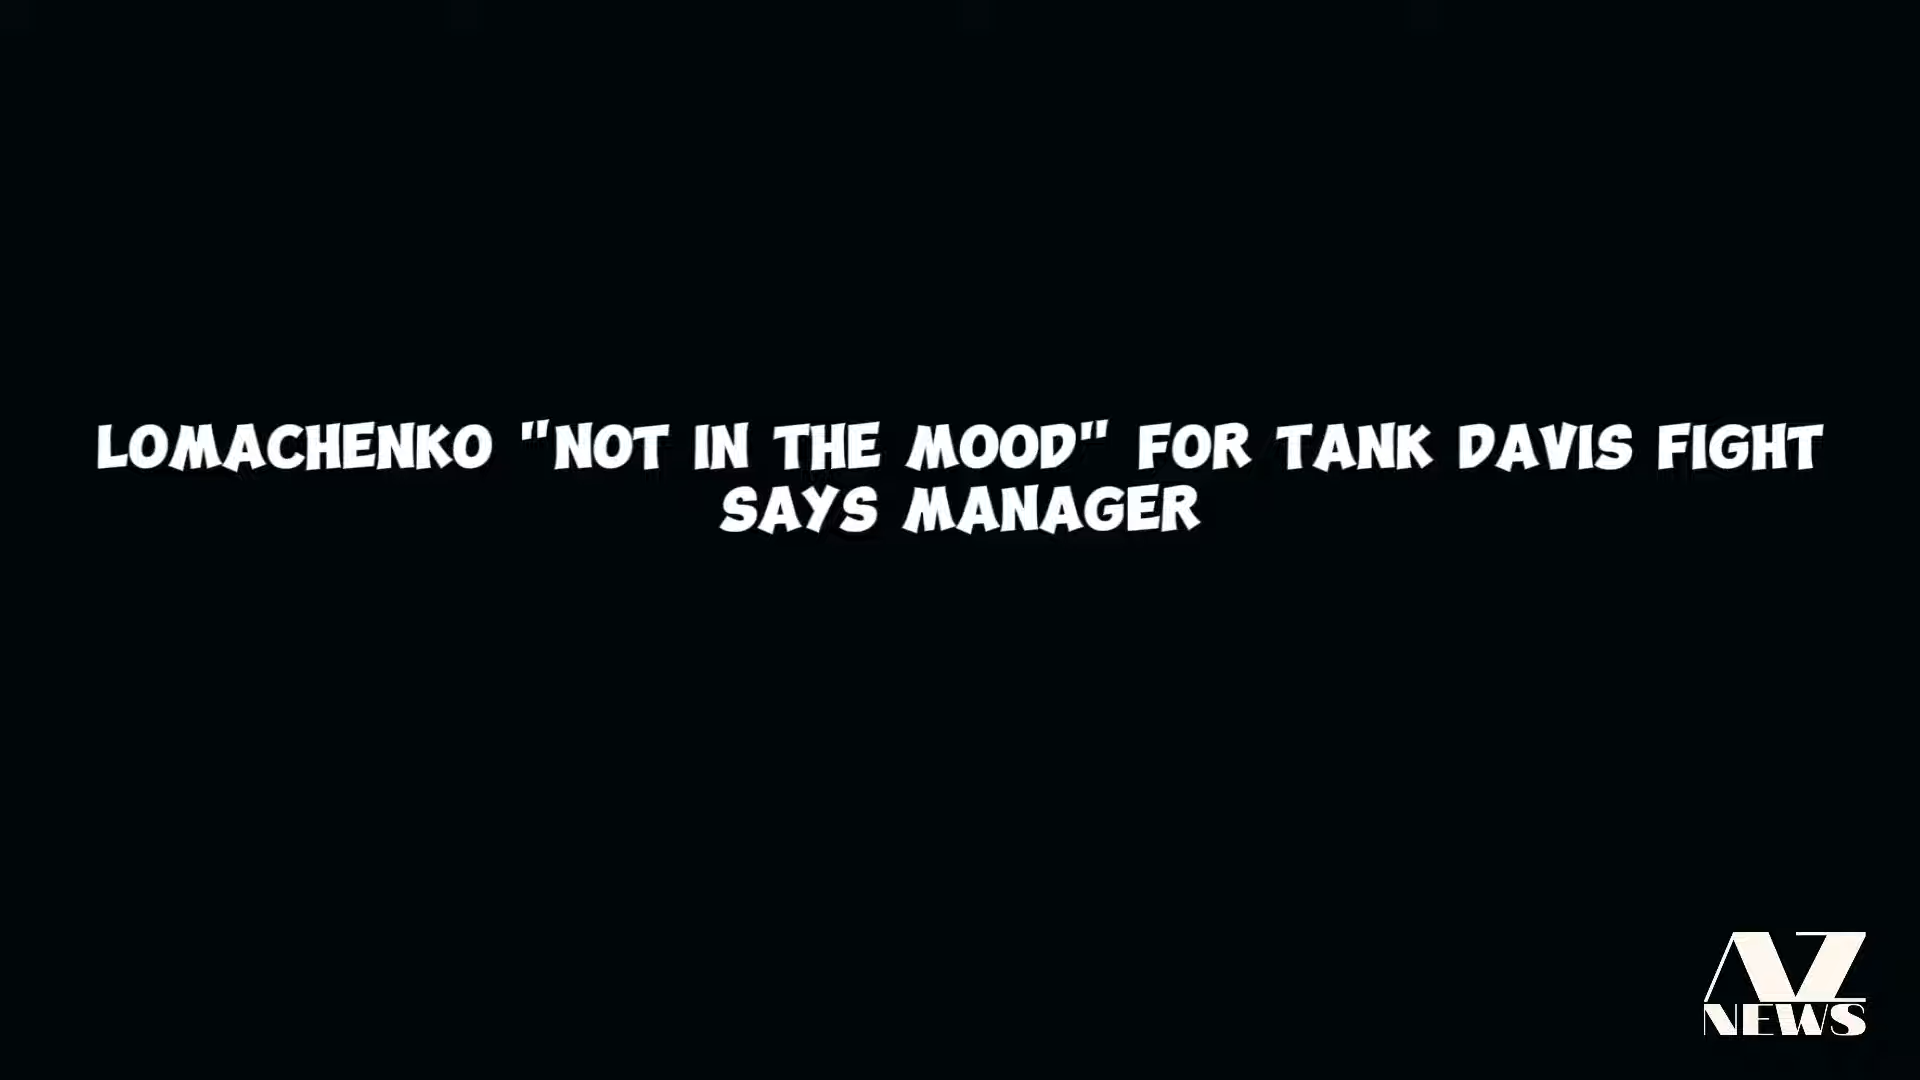 LOMACHENKO "NOT IN THE MOOD" FOR TANK DAVIS FIGHT
SAYS MANAGER
AZ
NEWS